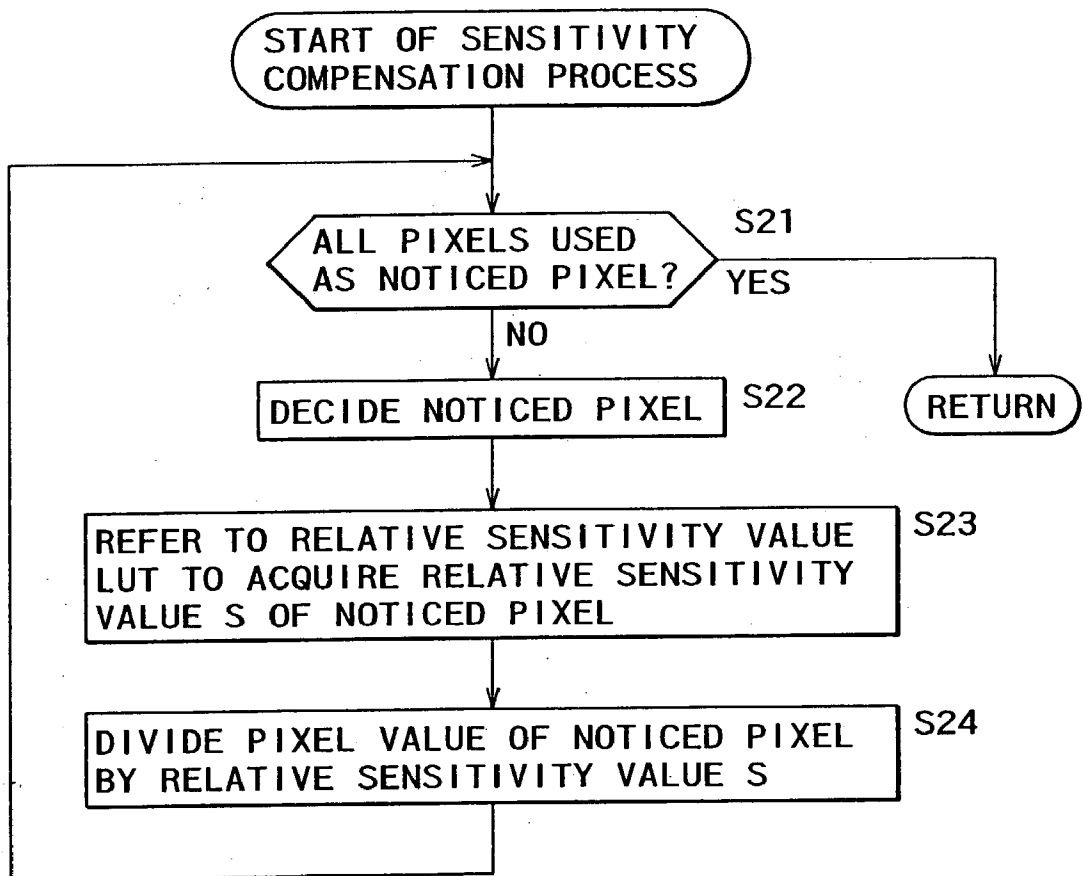 START OF SENSITIVITY
COMPENSATION PROCESS
ALL PIXELS USED
AS NOTICED PIXEL?
S21
YES
NO
DECIDE NOTICED PIXEL
S22
RETURN
REFER TO RELATIVE SENSITIVITY VALUE
LUT TO ACQUIRE RELATIVE SENSITIVITY
VALUE S OF NOTICED PIXEL
S23
DIVIDE PIXEL VALUE OF NOTICED PIXEL
BY RELATIVE SENSITIVITY VALUE S
S24